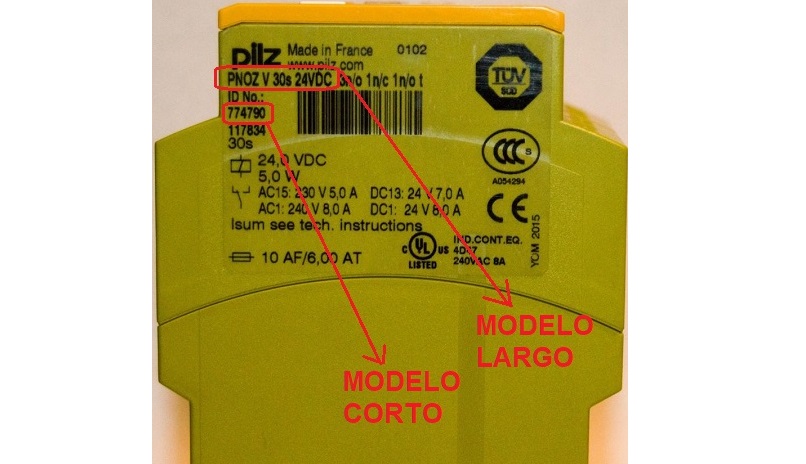 pilz Made in France 0102
www.pilz.com
PNOZ V 30s 24VDC 3n/o 1n/c 1n/o t
ID No.:
774790
117834
30s
24,0 VDC
5,0 W
AC15: 230 V 5,0 A DC13: 24 V 7,0 A
AC1: 240 V 8,0 A DC1: 24 V 8,0 A
Isum see tech. instructions
10 AF/6,00 AT
TÜV
SÜD
CCC S
A054294
CE
YOM 2015
C UL US
LISTED
IND.CONT.EQ.
240VAC 8A
MODELO
LARGO
MODELO
CORTO